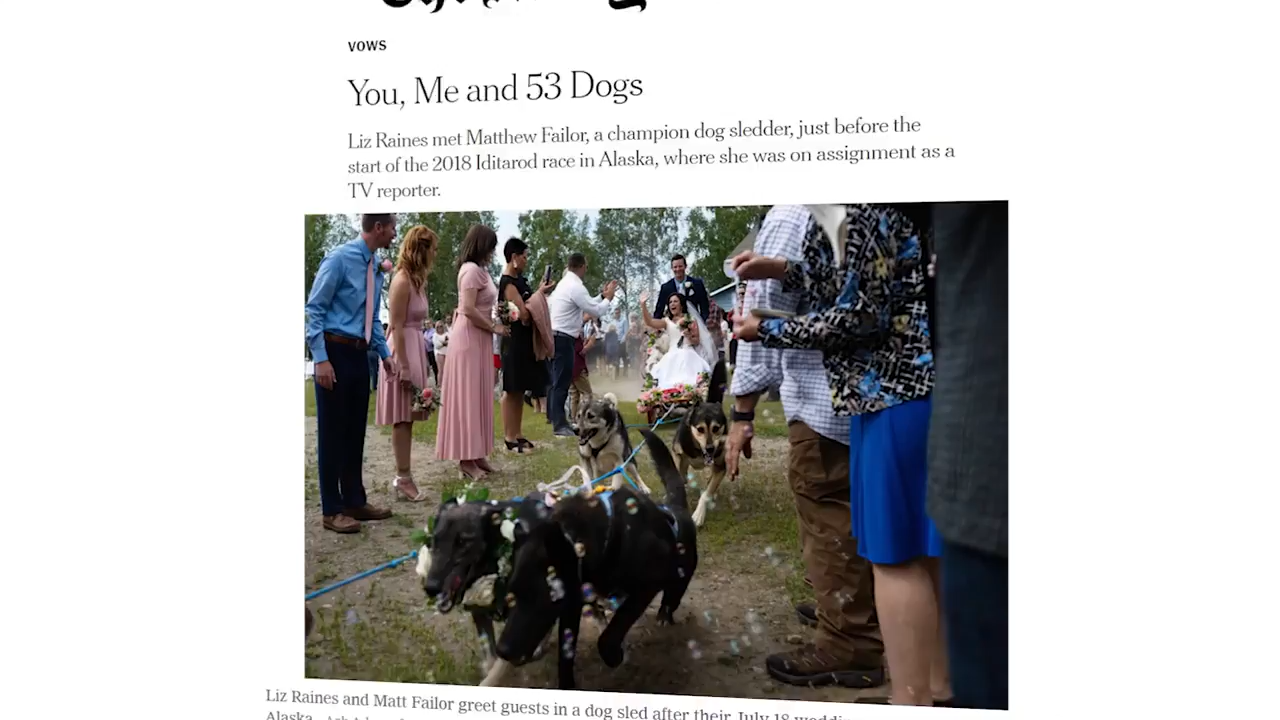 VOWS
You, Me and 53 Dogs
Liz Raines met Matthew Failor, a champion dog sledder, just before the
start of the 2018 Iditarod race in Alaska, where she was on assignment as a
TV reporter.
Liz Raines and Matt Failor greet guests in a dog sled after their July 18
Alaska.